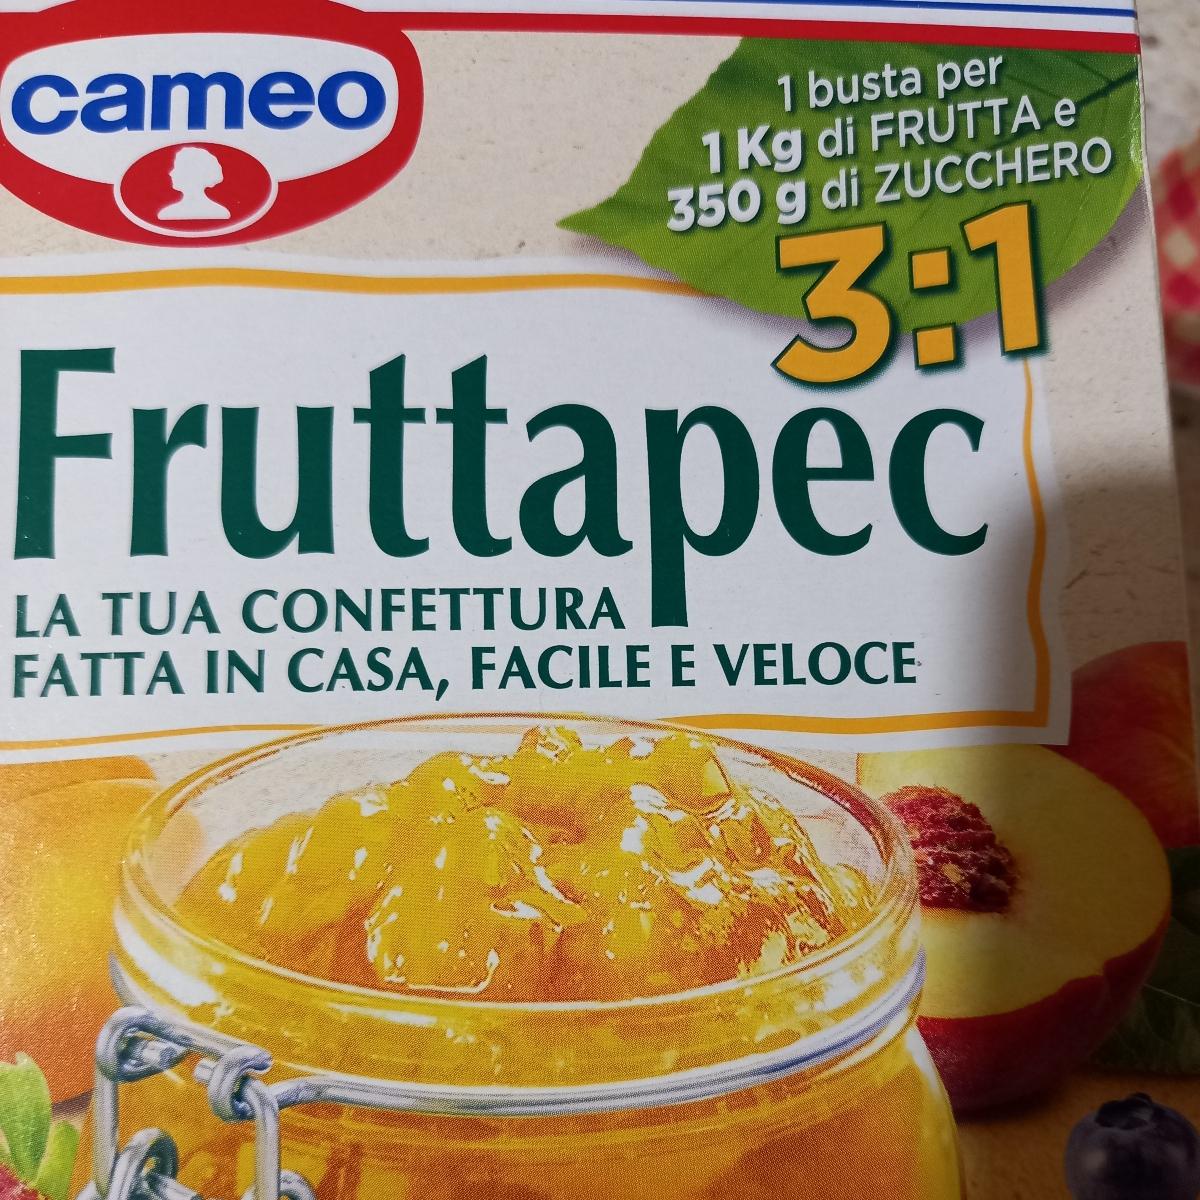 cameo
1 busta per
1 Kg di FRUTTA e
350 g di ZUCCHERO
3:1
Fruttapec
LA TUA CONFETTURA
FATTA IN CASA, FACILE E VELOCE